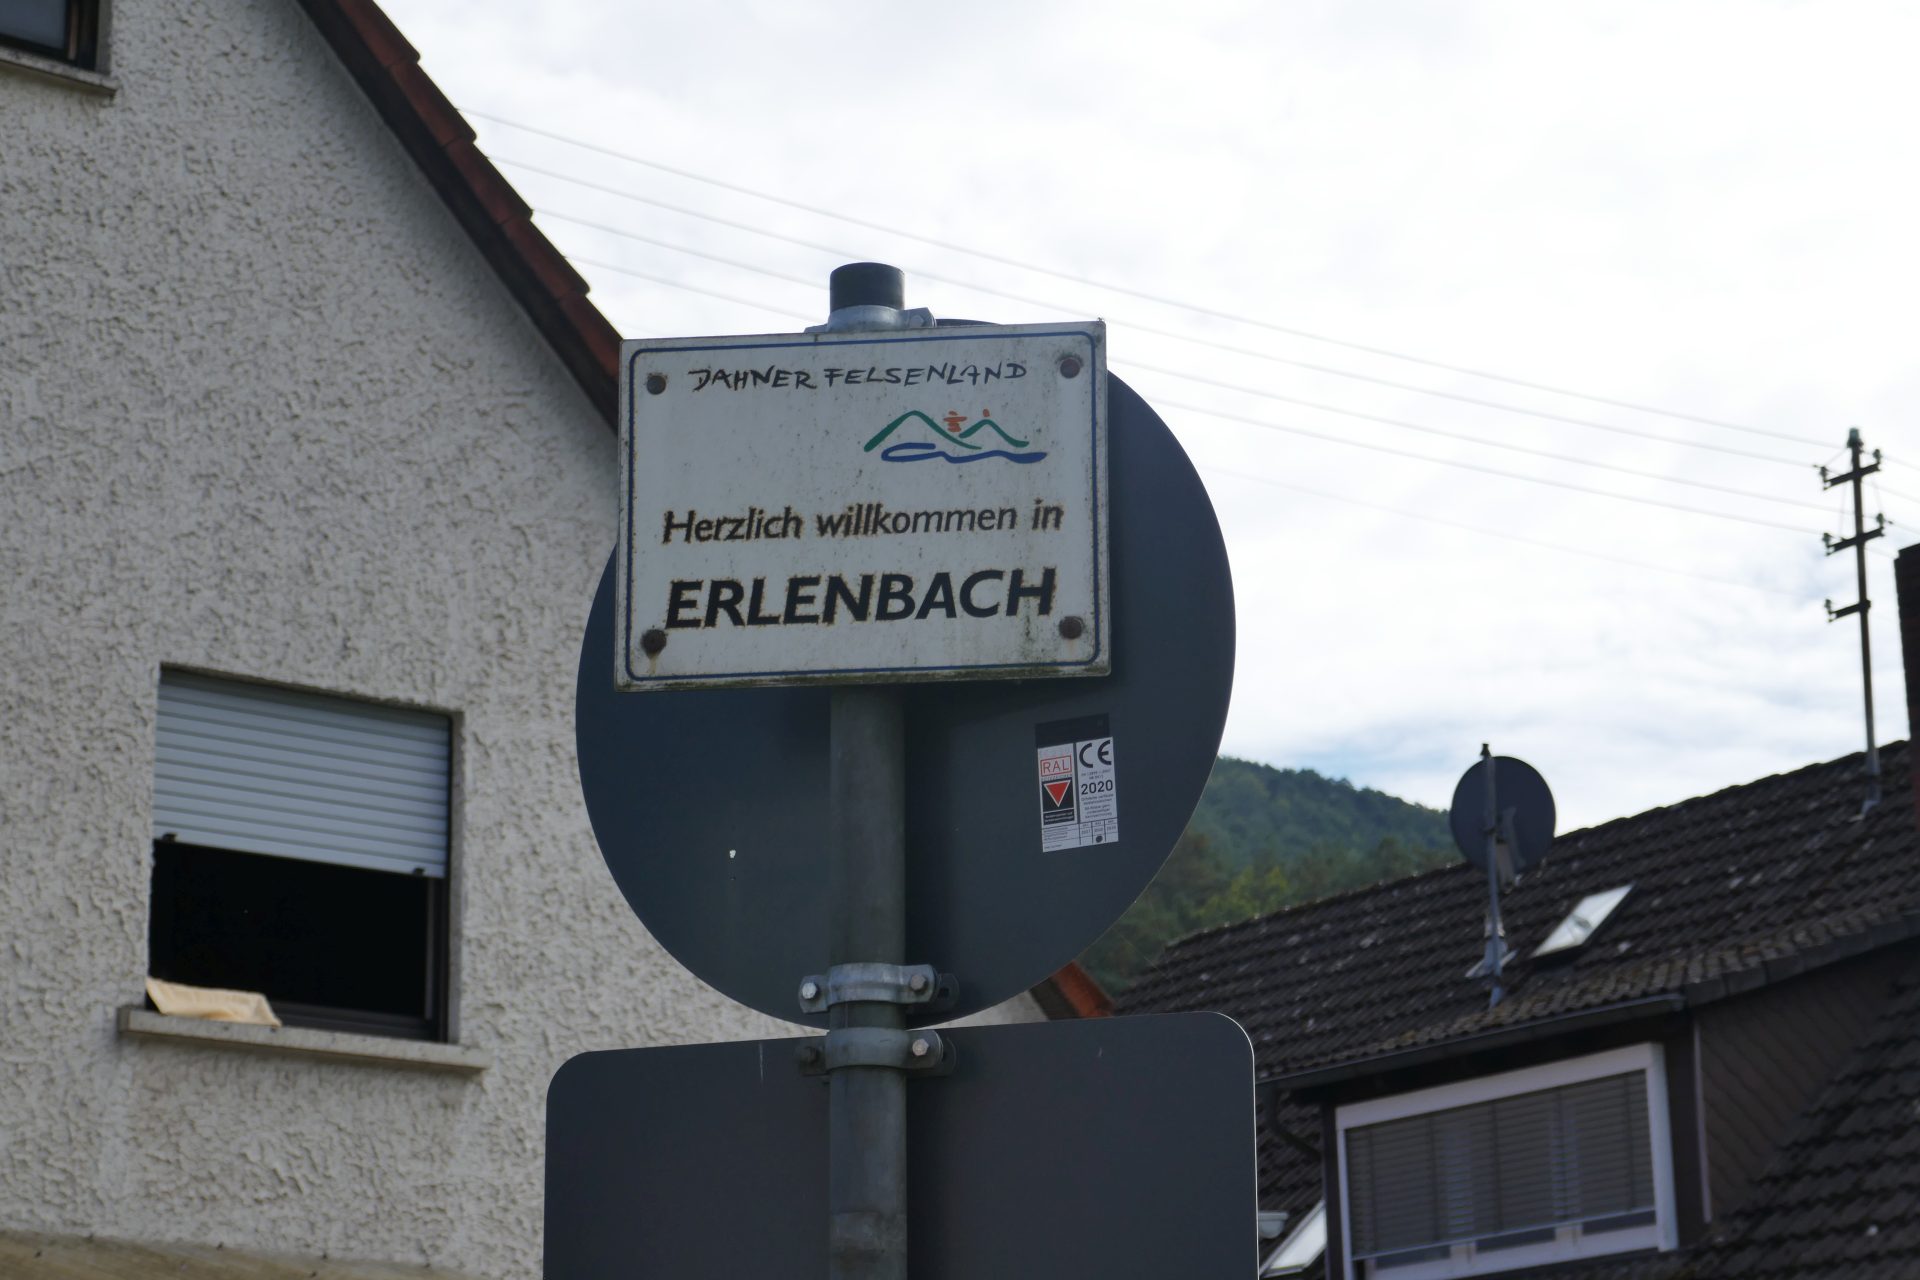 DAHNER FELSENLAND
Herzlich willkommen in
ERLENBACH
RAL
CE
2020